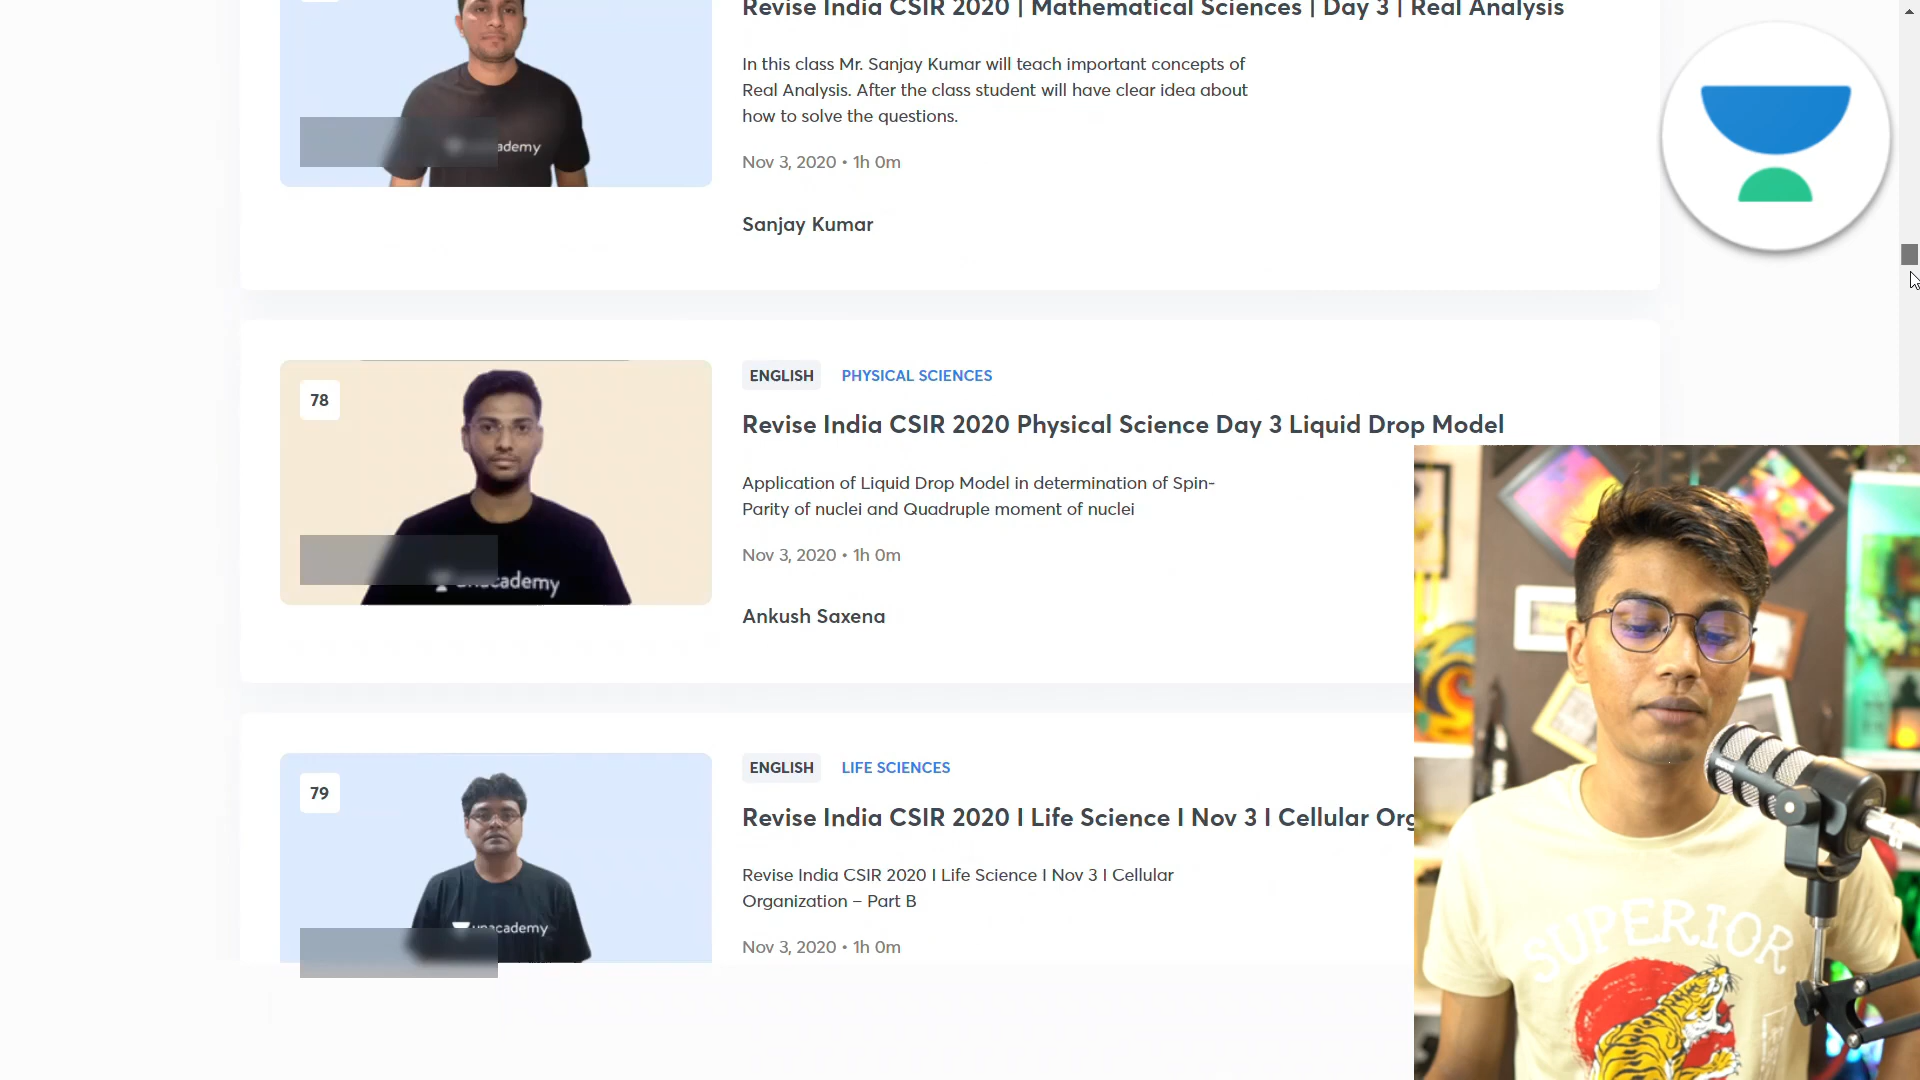 Revise India CSIR 2020 | Mathematical Sciences | Day 3 | Real Analysis
In this class Mr. Sanjay Kumar will teach important concepts of
Real Analysis. After the class student will have clear idea about
how to solve the questions.
Nov 3, 2020 • 1h 0m
Sanjay Kumar
ademy
78
ENGLISH PHYSICAL SCIENCES
Revise India CSIR 2020 Physical Science Day 3 Liquid Drop Model
Application of Liquid Drop Model in determination of Spin-
Parity of nuclei and Quadruple moment of nuclei
Nov 3, 2020 • 1h 0m
Ankush Saxena
unacademy
79
ENGLISH LIFE SCIENCES
Revise India CSIR 2020 I Life Science I Nov 3 I Cellular Org
Revise India CSIR 2020 I Life Science I Nov 3 I Cellular
Organization – Part B
Nov 3, 2020 • 1h 0m
unacademy
SUPERIOR